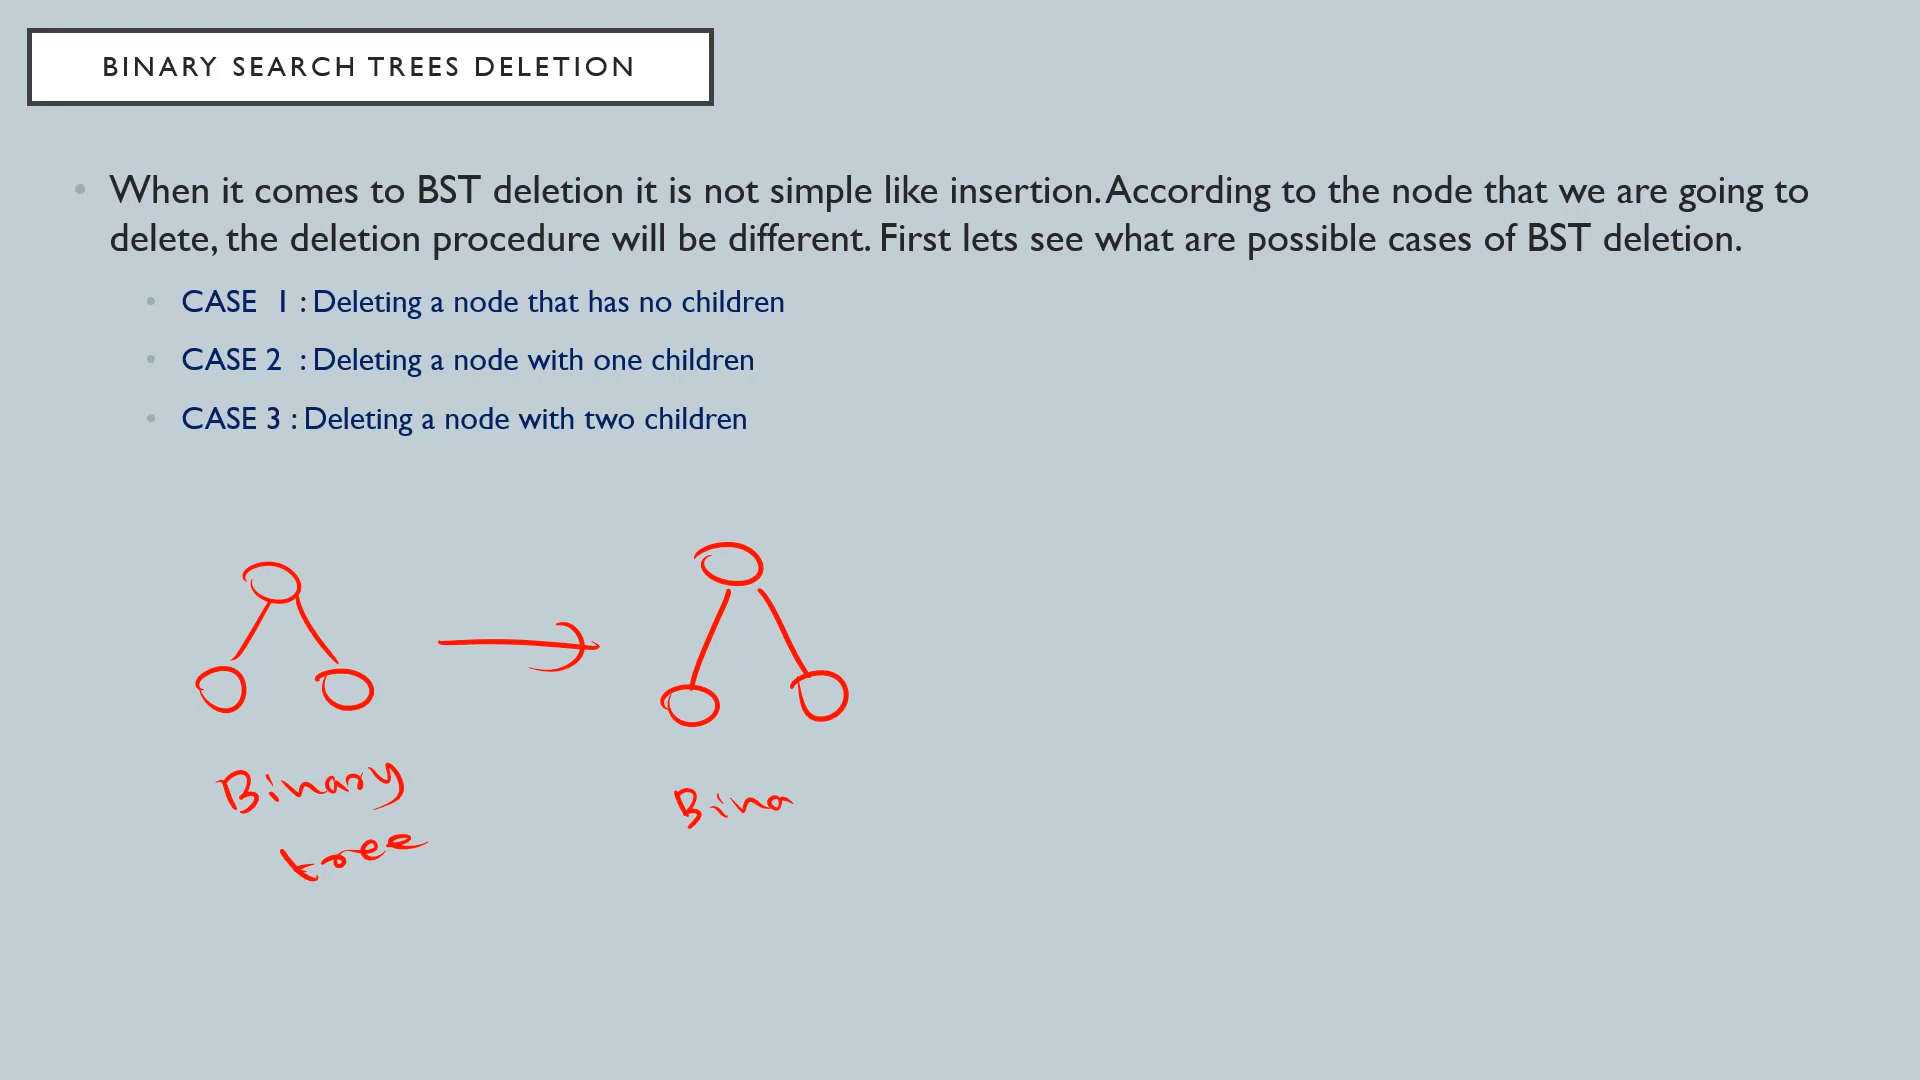 BINARY SEARCH TREES DELETION
When it comes to BST deletion it is not simple like insertion. According to the node that we are going to
delete, the deletion procedure will be different. First lets see what are possible cases of BST deletion.
CASE 1 : Deleting a node that has no children
CASE 2 : Deleting a node with one children
CASE 3 : Deleting a node with two children
Binary
tree
Bina